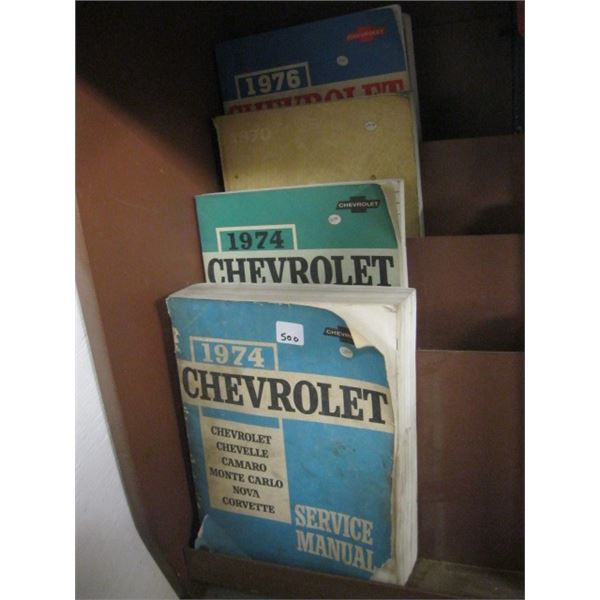 CHEVROLET
1976
CHEVROLET
1970
CHEVROLET
1974
CHEVROLET
500
CHEVROLET
1974
CHEVROLET
CHEVROLET
CHEVELLE
CAMARO
MONTE CARLO
NOVA
CORVETTE
SERVICE
MANUAL